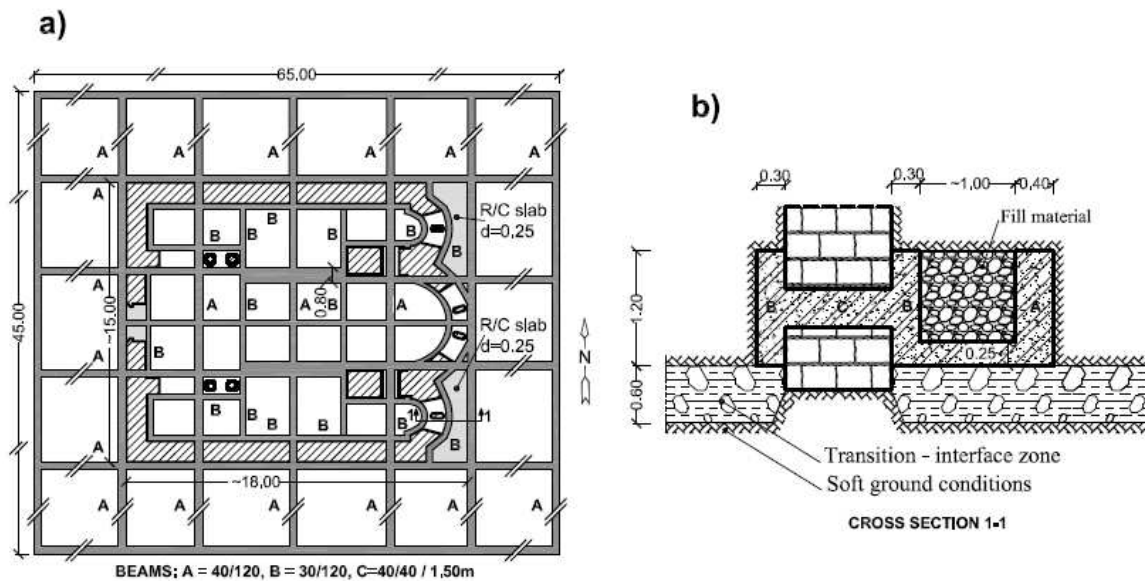 a)
65.00
45.00
A A A A A A
A A
R/C slab
d=0,25
B B B B B
B B B
A A
0.80
A B A B A
~15.00
R/C slab
d=0.25
N
B
A A
B B B B B B
1 1
B
~18,00
A A A A A A
BEAMS; A = 40/120, B = 30/120, C=40/40 / 1,50m
b)
0.30
0.30
~1,00
0,40
Fill material
1.20
B C B A
0.25
0.60
Transition - interface zone
Soft ground conditions
CROSS SECTION 1-1